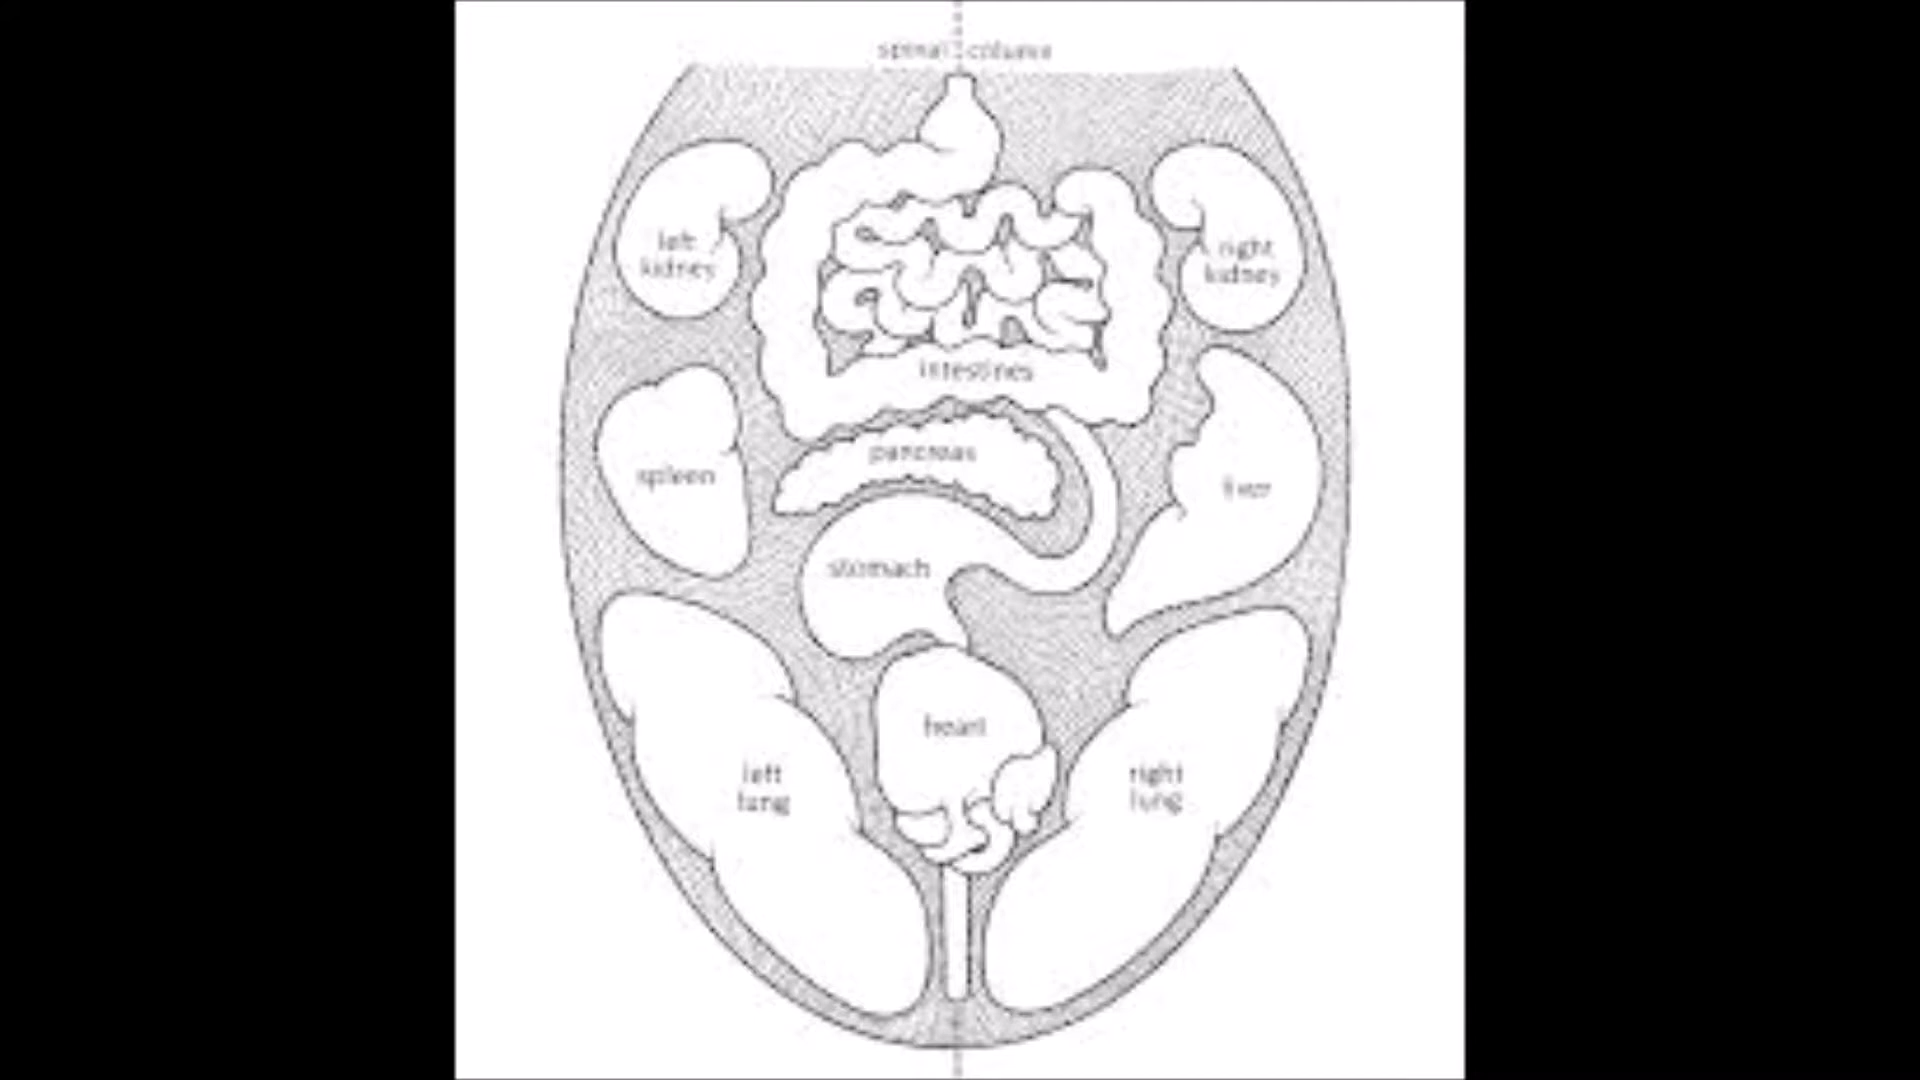 spinal column
left
kidney
right
kidney
intestines
pancreas
spleen
liver
stomach
heart
left
lung
right
lung